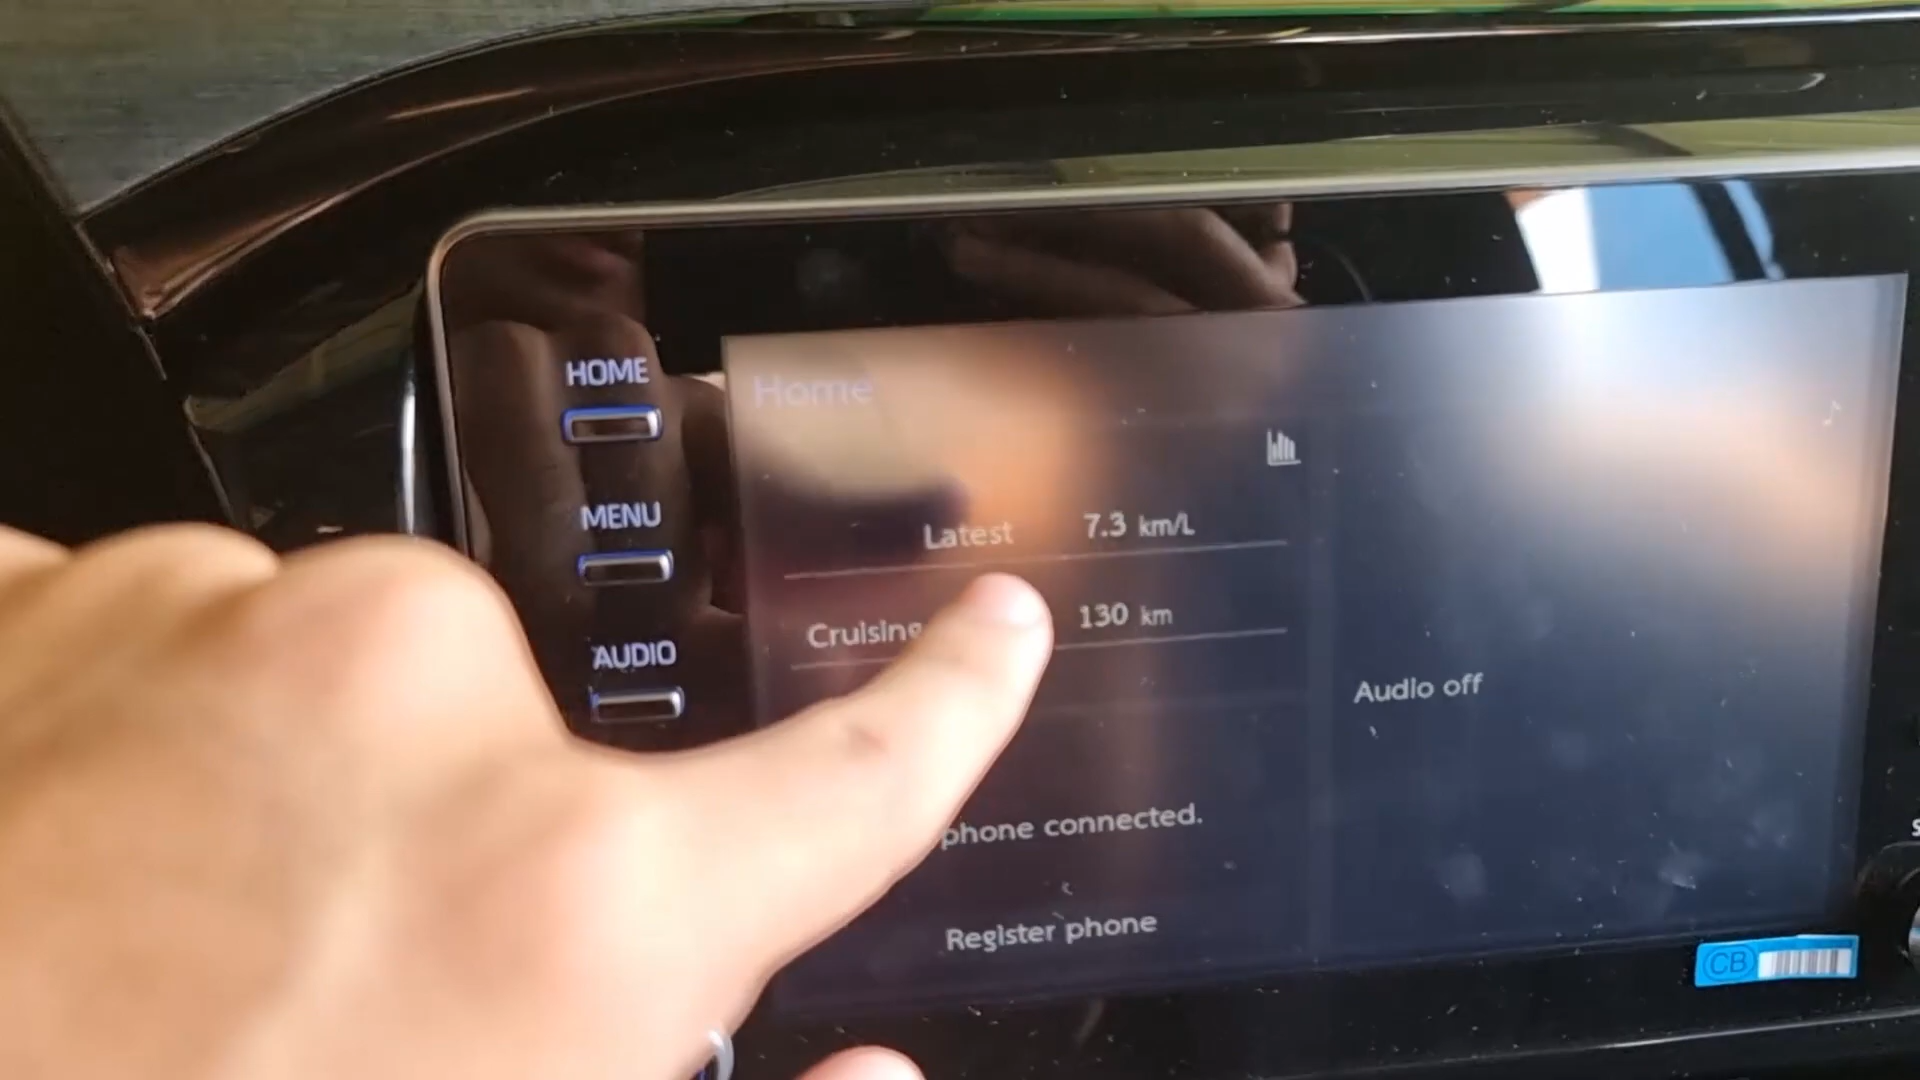 HOME
MENU
AUDIO
Home
Latest 7.3 km/L
Cruising 130 km
phone connected.
Register phone
Audio off
CB